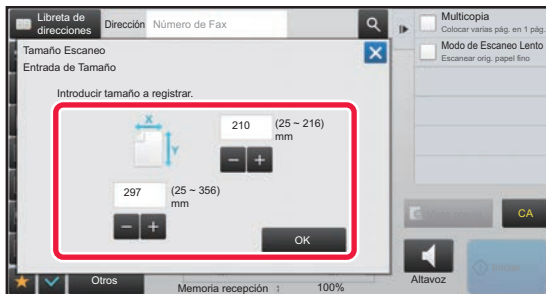 Libreta de
direcciones
Dirección
Número de Fax
Multicopia
Colocar varias pág. en 1 pág.
Modo de Escaneo Lento
Escanear orig. papel fino
Tamaño Escaneo
Entrada de Tamaño
Introducir tamaño a registrar.
X
Y
210
(25 ~ 216)
mm
297
(25 ~ 356)
mm
OK
CA
Altavoz
Otros
Memoria recepción : 100%